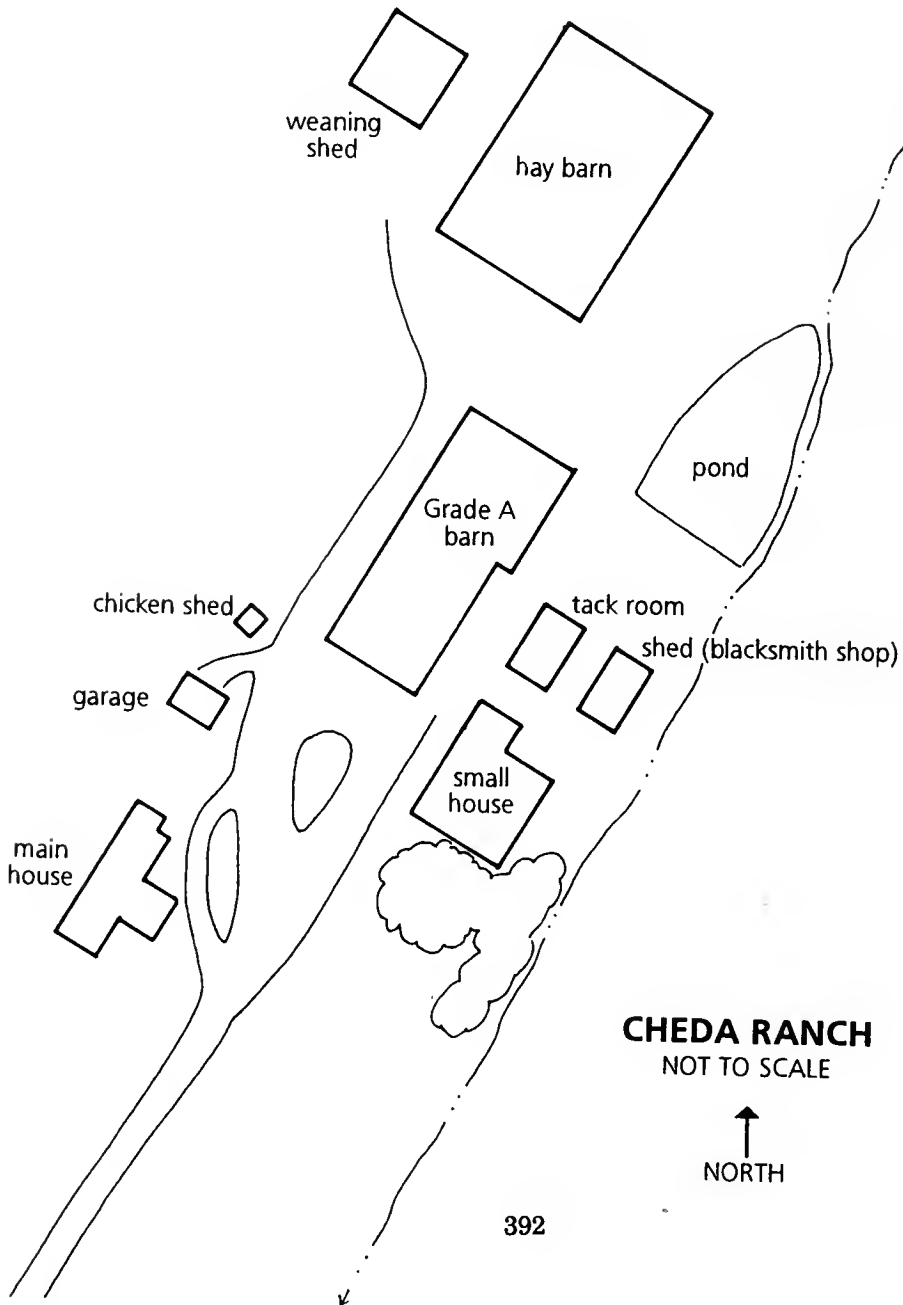 weaning
shed
hay barn
pond
Grade A
barn
chicken shed
tack room
shed (blacksmith shop)
garage
small
house
main
house
CHEDA RANCH
NOT TO SCALE
NORTH
392